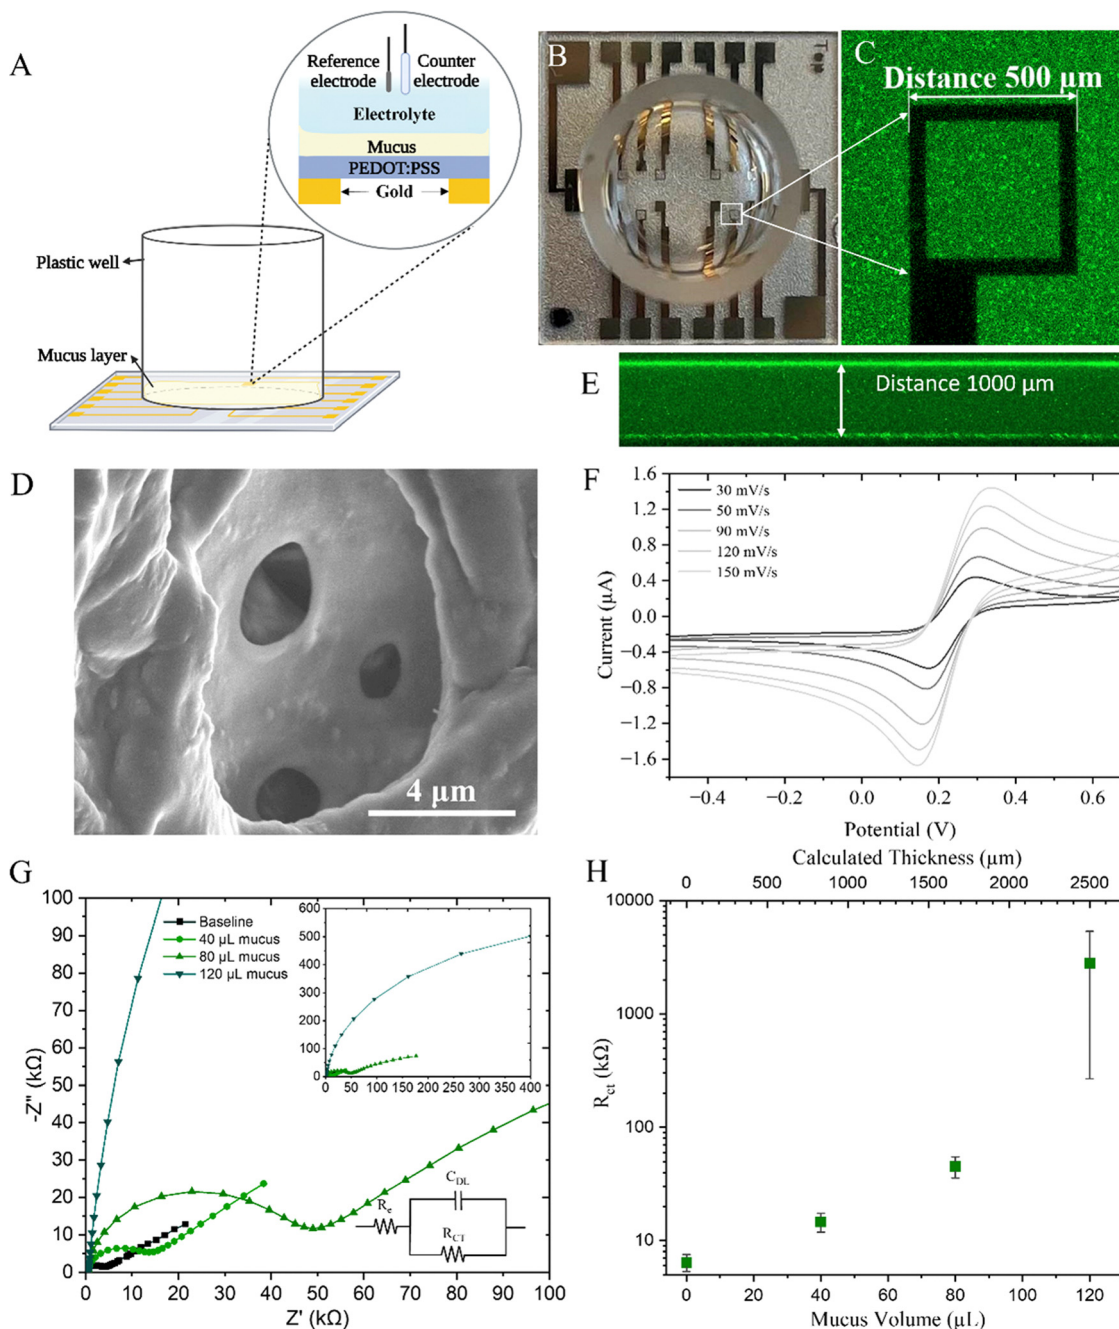 A
Reference
electrode
Counter
electrode
Electrolyte
Mucus
PEDOT:PSS
Gold
Plastic well
Mucus layer
B
Top
C
Distance 500 µm
E
Distance 1000 µm
D
4 µm
F
30 mV/s
50 mV/s
90 mV/s
120 mV/s
150 mV/s
1.6
1.2
0.8
0.4
0.0
−0.4
−0.8
−1.2
−1.6
Current (µA)
−0.4
−0.2
0.0
0.2
0.4
0.6
Potential (V)
G
Baseline
40 µL mucus
80 µL mucus
120 µL mucus
100
90
80
70
60
50
40
30
20
10
0
-Z" (kΩ)
0 10 20 30 40 50 60 70 80 90 100
Z' (kΩ)
600
500
400
300
200
100
0
0 50 100 150 200 250 300 350 400
Re
CDL
RCT
H
Calculated Thickness (µm)
0 500 1000 1500 2000 2500
10000
1000
100
10
Rct (kΩ)
0 20 40 60 80 100 120
Mucus Volume (µL)